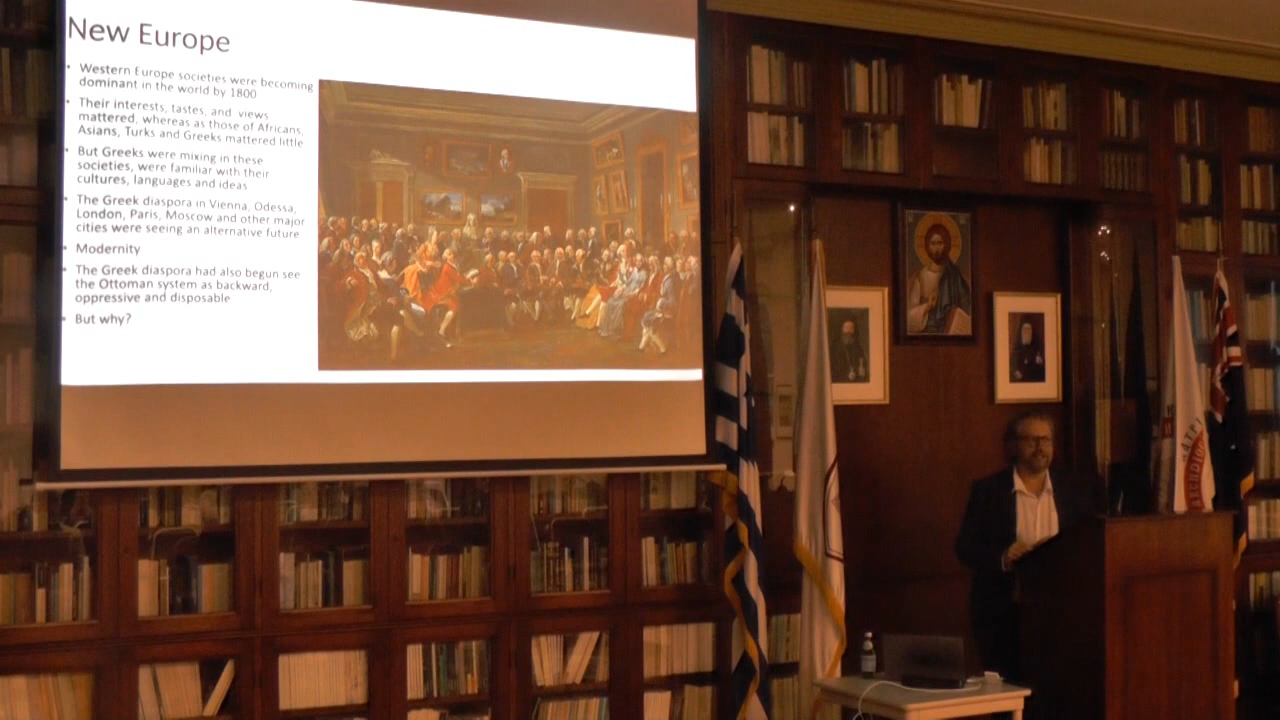 New Europe
• Western Europe societies were becoming
dominant in the world by 1800
• Their interests, tastes, and views
mattered, whereas as those of Africans,
Asians, Turks and Greeks mattered little
• But Greeks were mixing in these
societies, were familiar with their
cultures, languages and ideas
• The Greek diaspora in Vienna, Odessa,
London, Paris, Moscow and other major
cities were seeing an alternative future
• Modernity
• The Greek diaspora had also begun see
the Ottoman system as backward,
oppressive and disposable
• But why?